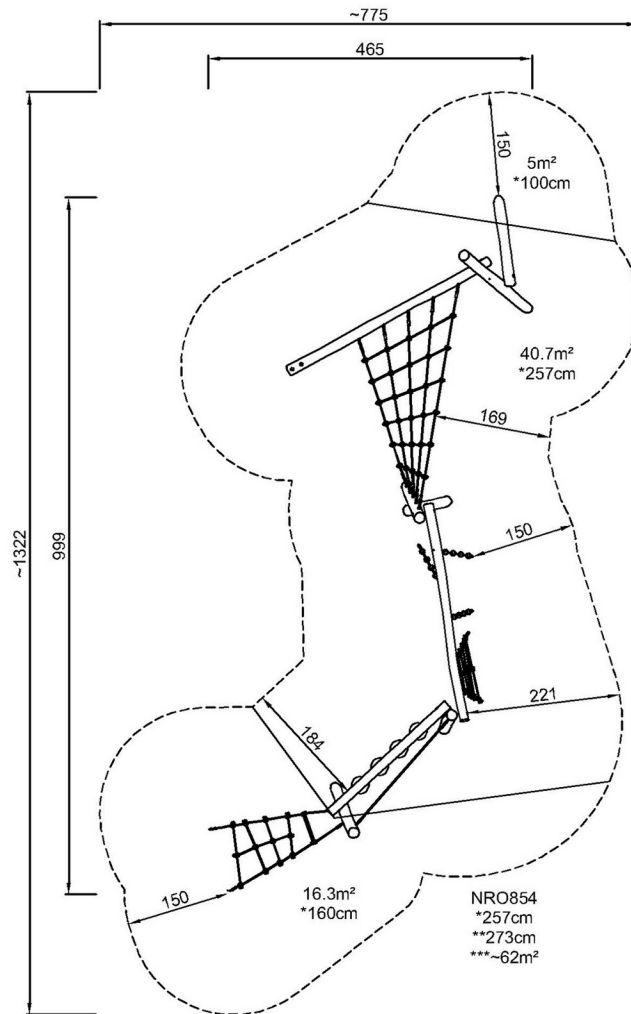 ~775
465
150
5m²
*100cm
40.7m²
*257cm
169
~1322
999
150
221
184
150
16.3m²
*160cm
NRO854
*257cm
**273cm
***~62m²